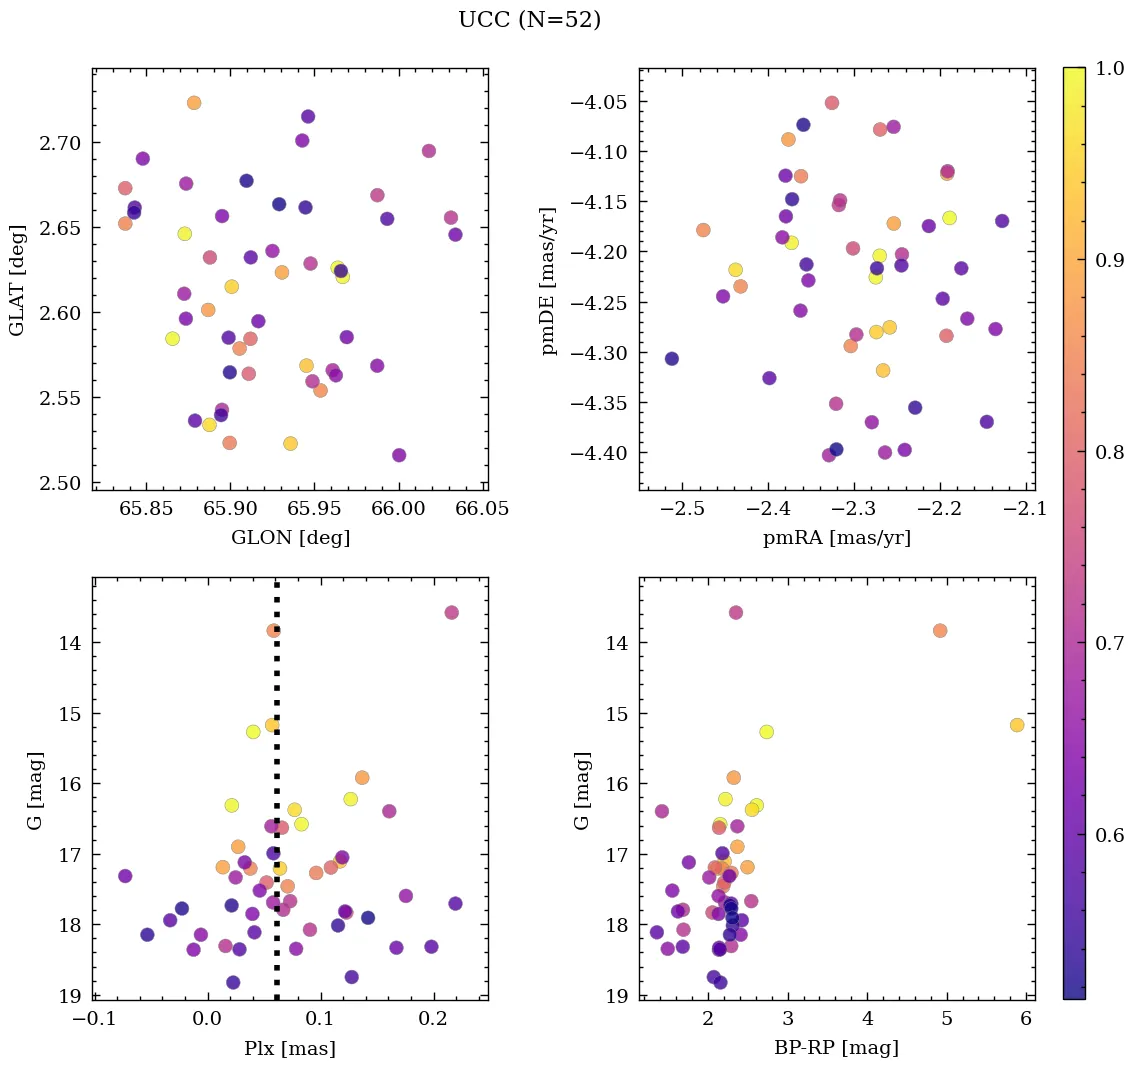 UCC (N=52)
2.70
2.65
2.60
2.55
2.50
GLAT [deg]
65.85 65.90 65.95 66.00 66.05
GLON [deg]
−4.05
−4.10
−4.15
−4.20
−4.25
−4.30
−4.35
−4.40
pmDE [mas/yr]
−2.5 −2.4 −2.3 −2.2 −2.1
pmRA [mas/yr]
14
15
16
17
18
19
G [mag]
−0.1 0.0 0.1 0.2
Plx [mas]
14
15
16
17
18
19
G [mag]
2 3 4 5 6
BP-RP [mag]
1.0
0.9
0.8
0.7
0.6